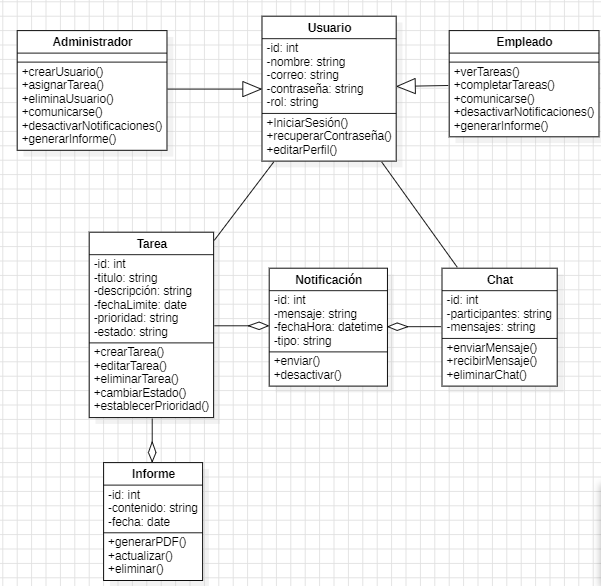 Administrador
+crearUsuario()
+asignarTarea()
+eliminaUsuario()
+comunicarse()
+desactivarNotificaciones()
+generarInforme()
Usuario
-id: int
-nombre: string
-correo: string
-contraseña: string
-rol: string
+IniciarSesión()
+recuperarContraseña()
+editarPerfil()
Empleado
+verTareas()
+completarTareas()
+comunicarse()
+desactivarNotificaciones()
+generarInforme()
Tarea
-id: int
-titulo: string
-descripción: string
-fechaLimite: date
-prioridad: string
-estado: string
+crearTarea()
+editarTarea()
+eliminarTarea()
+cambiarEstado()
+establecerPrioridad()
Notificación
-id: int
-mensaje: string
-fechaHora: datetime
-tipo: string
+enviar()
+desactivar()
Chat
-id: int
-participantes: string
-mensajes: string
+enviarMensaje()
+recibirMensaje()
+eliminarChat()
Informe
-id: int
-contenido: string
-fecha: date
+generarPDF()
+actualizar()
+eliminar()